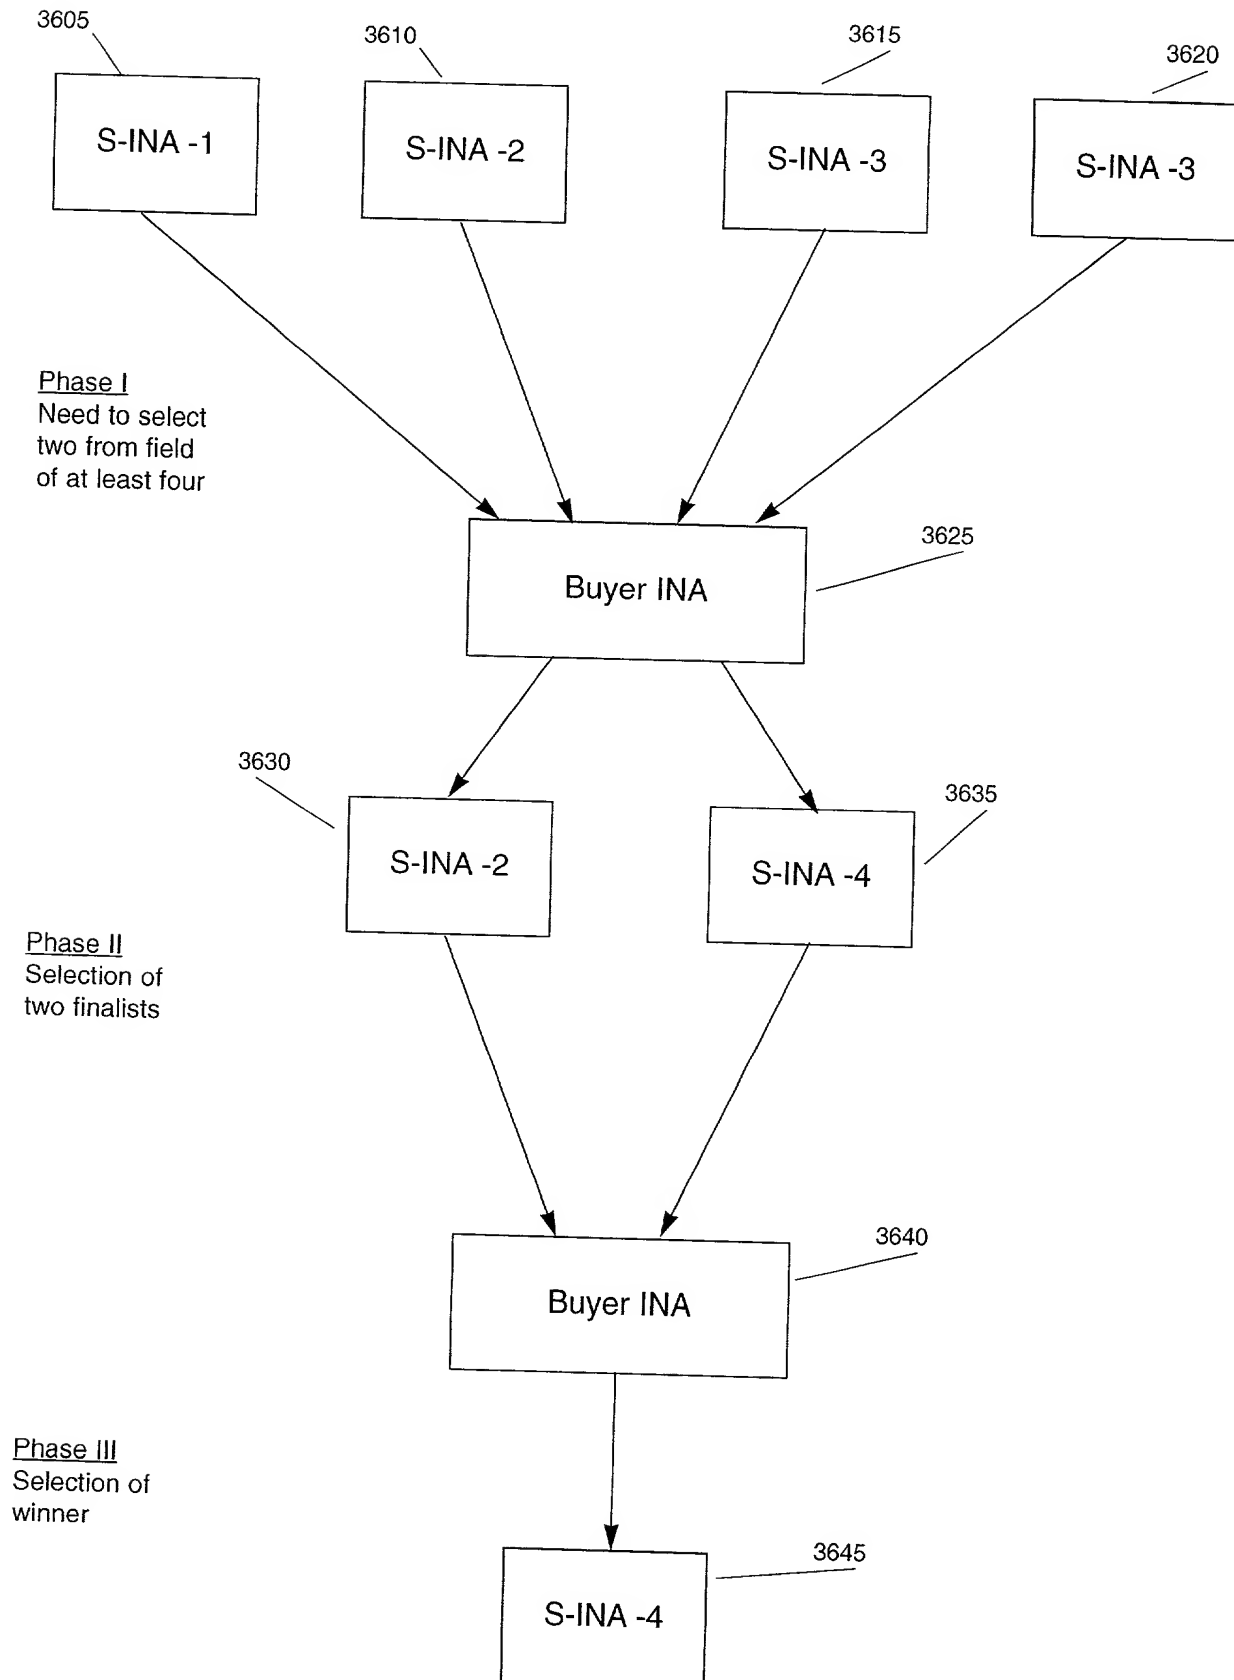 3605
3610
3615
3620
S-INA -1
S-INA -2
S-INA -3
S-INA -3
Phase I
Need to select
two from field
of at least four
3625
Buyer INA
3630
3635
S-INA -2
S-INA -4
Phase II
Selection of
two finalists
3640
Buyer INA
Phase III
Selection of
winner
3645
S-INA -4